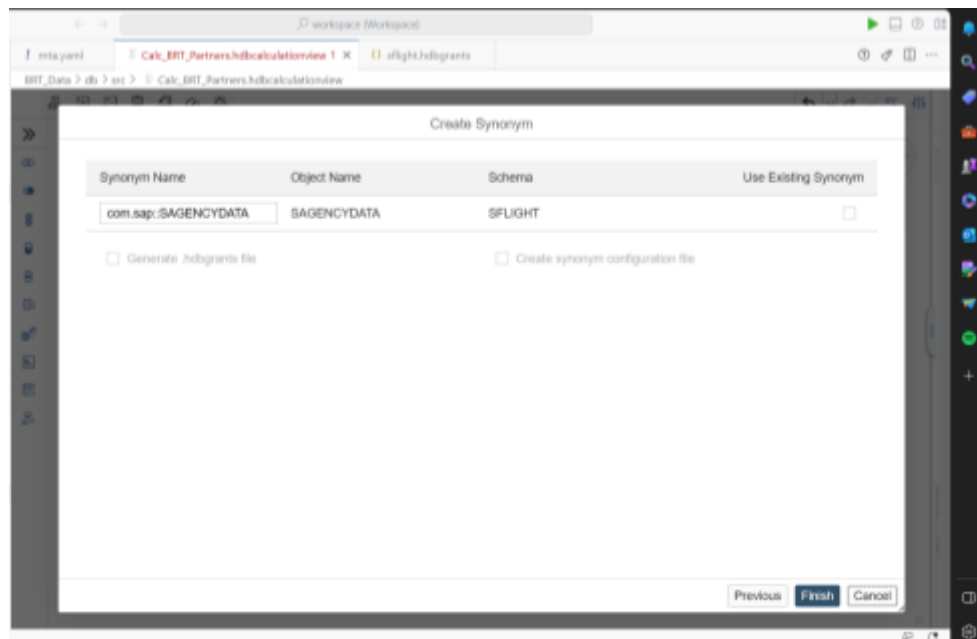 workspace (Workspace)
! mta.yaml
Calc_BRT_Partners.hdbcalculationview 1 ×
{} sflight.hdbgrants
BRT_Data > db > src > Calc_BRT_Partners.hdbcalculationview
Create Synonym
Synonym Name Object Name Schema Use Existing Synonym
com.sap::SAGENCYDATA SAGENCYDATA SFLIGHT
Generate .hdbgrants file Create synonym configuration file
Previous Finish Cancel